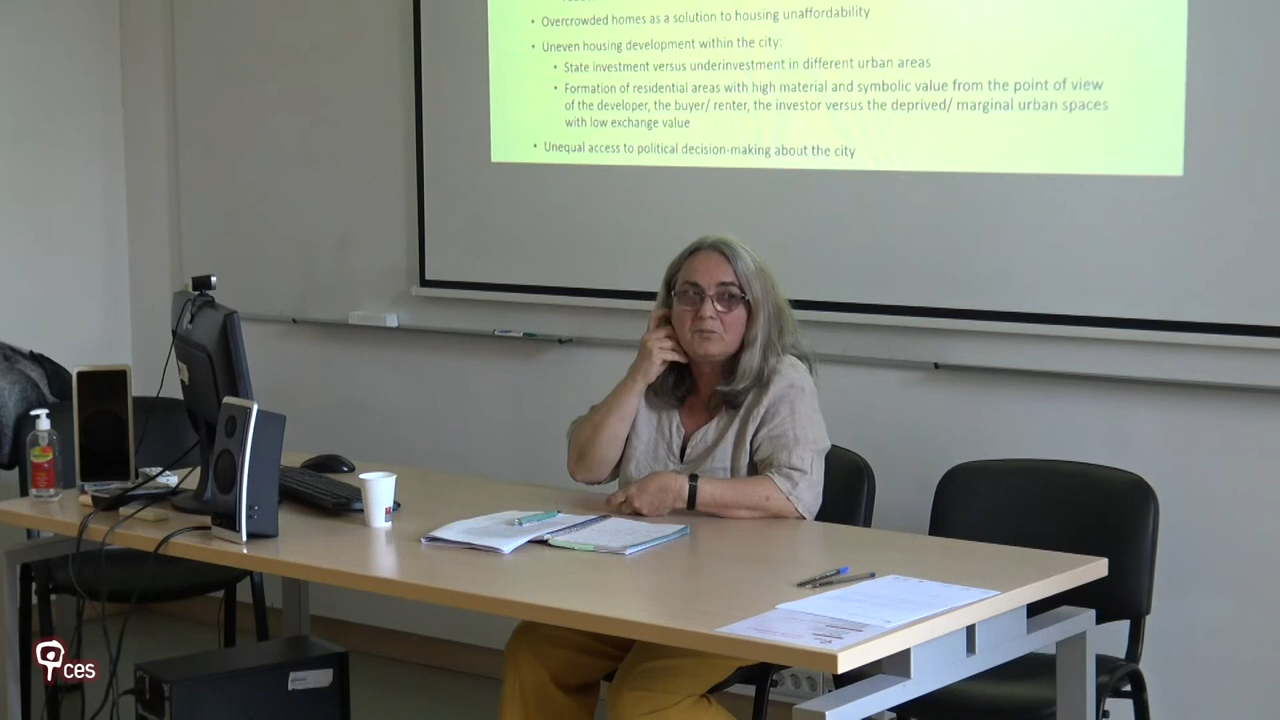 • Overcrowded homes as a solution to housing unaffordability
• Uneven housing development within the city:
• State investment versus underinvestment in different urban areas
• Formation of residential areas with high material and symbolic value from the point of view
of the developer, the buyer/ renter, the investor versus the deprived/ marginal urban spaces
with low exchange value
• Unequal access to political decision-making about the city
ces